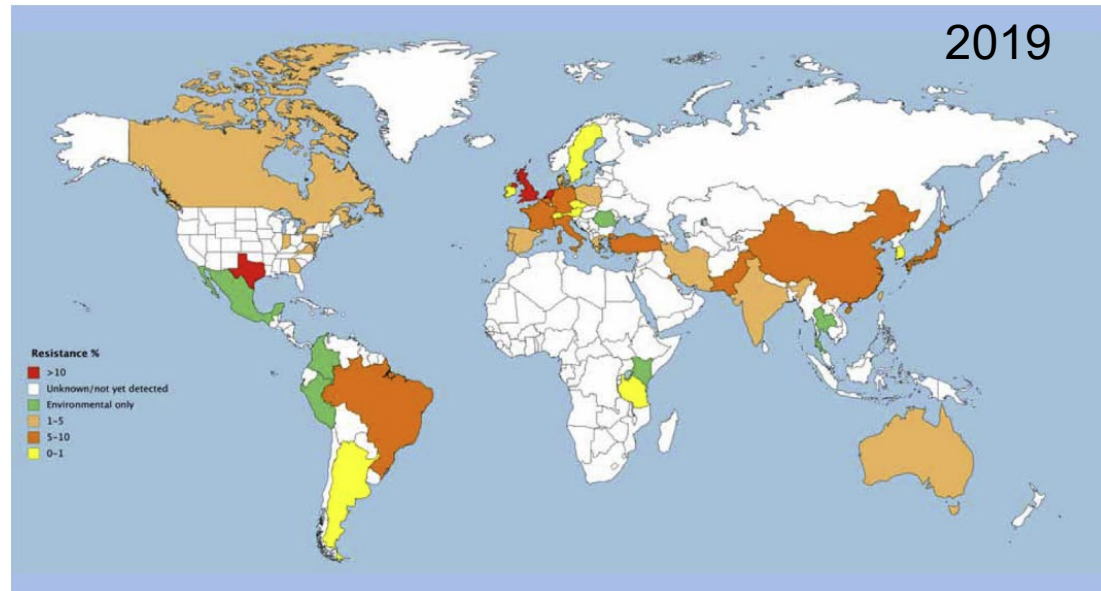 2019
Resistance %
>10
Unknown/not yet detected
Environmental only
1-5
5-10
0-1